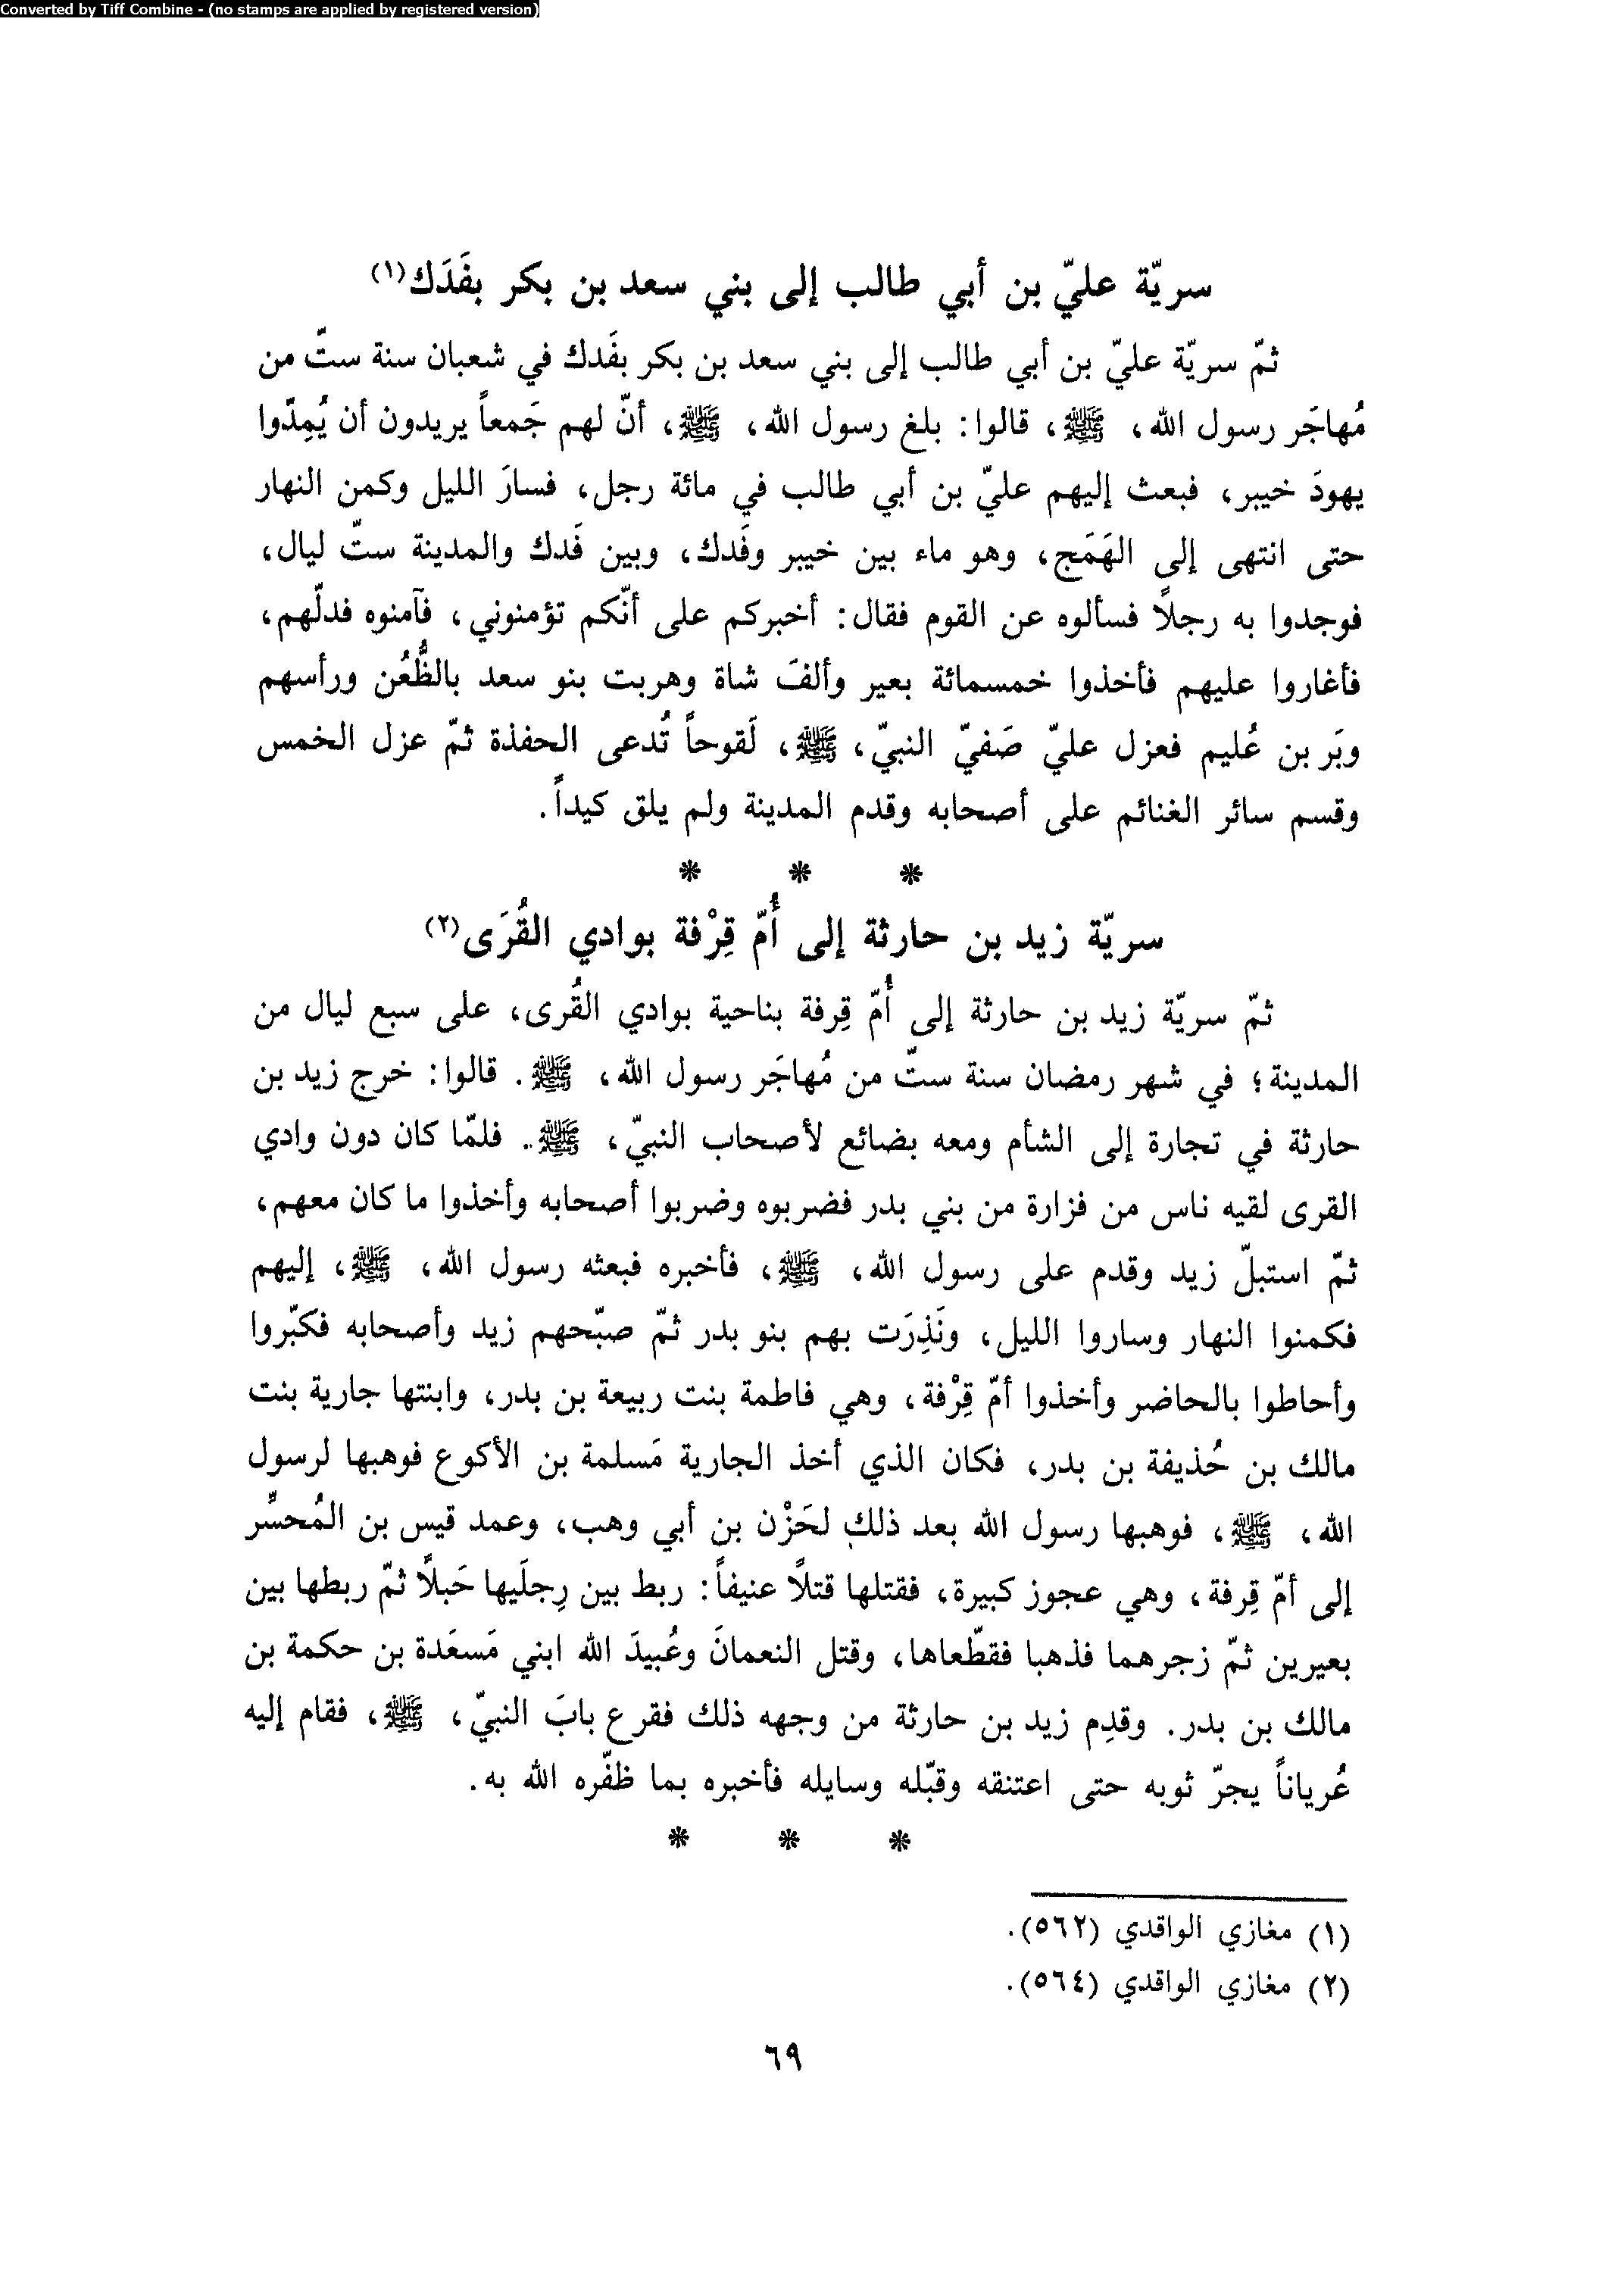 Converted by Tiff Combine - (no stamps are applied by registered version)
سريّة عليّ بن أبي طالب إلى بني سعد بن بكر بفَدَك(١)
ثمّ سريّة عليّ بن أبي طالب إلى بني سعد بن بكر بفَدك في شعبان سنة ستّ من
مُهاجَر رسول الله، ﷺ، قالوا: بلغ رسول الله، ﷺ، أنّ لهم جَمعاً يريدون أن يُمِدّوا
يهودَ خيبر، فبعث إليهم عليّ بن أبي طالب في مائة رجل، فسارَ الليل وكمن النهار
حتى انتهى إلى الهَمَج، وهو ماء بين خيبر وفَدك، وبين فَدك والمدينة ستّ ليال،
فوجدوا به رجلاً فسألوه عن القوم فقال: أخبركم على أنّكم تؤمنوني، فآمنوه فدلّهم،
فأغاروا عليهم فأخذوا خمسمائة بعير وألفَ شاة وهربت بنو سعد بالظُّعُن ورأسهم
وبَر بن عُليم فعزل عليّ صَفيّ النبيّ، ﷺ، لَقوحاً تُدعى الحفذة ثمّ عزل الخمس
وقسم سائر الغنائم على أصحابه وقدم المدينة ولم يلق كيداً.
* * *
سريّة زيد بن حارثة إلى أُمّ قِرْفة بوادي القُرَى(٢)
ثمّ سريّة زيد بن حارثة إلى أُمّ قِرفة بناحية بوادي القُرى، على سبع ليال من
المدينة؛ في شهر رمضان سنة ستّ من مُهاجَر رسول الله، ﷺ. قالوا: خرج زيد بن
حارثة في تجارة إلى الشأم ومعه بضائع لأصحاب النبيّ، ﷺ. فلمّا كان دون وادي
القرى لقيه ناس من فزارة من بني بدر فضربوه وضربوا أصحابه وأخذوا ما كان معهم،
ثمّ استبلّ زيد وقدم على رسول الله، ﷺ، فأخبره فبعثه رسول الله، ﷺ، إليهم
فكمنوا النهار وساروا الليل، ونَذِرَت بهم بنو بدر ثمّ صبّحهم زيد وأصحابه فكبّروا
وأحاطوا بالحاضر وأخذوا أمّ قِرْفة، وهي فاطمة بنت ربيعة بن بدر، وابنتها جارية بنت
مالك بن حُذيفة بن بدر، فكان الذي أخذ الجارية مَسلمة بن الأكوع فوهبها لرسول
الله، ﷺ، فوهبها رسول الله بعد ذلك لحَزْن بن أبي وهب، وعمد قيس بن المُحسِّر
إلى أمّ قِرفة، وهي عجوز كبيرة، فقتلها قتلاً عنيفاً: ربط بين رِجلَيها حَبلاً ثمّ ربطها بين
بعيرين ثمّ زجرهما فذهبا فقطّعاها، وقتل النعمانَ وعُبيدَ الله ابني مَسعَدة بن حكمة بن
مالك بن بدر. وقدِم زيد بن حارثة من وجهه ذلك فقرع بابَ النبيّ، ﷺ، فقام إليه
عُرياناً يجرّ ثوبه حتى اعتنقه وقبّله وسايله فأخبره بما ظفّره الله به.
* * *
(١) مغازي الواقدي (٥٦٢).
(٢) مغازي الواقدي (٥٦٤).
٦٩